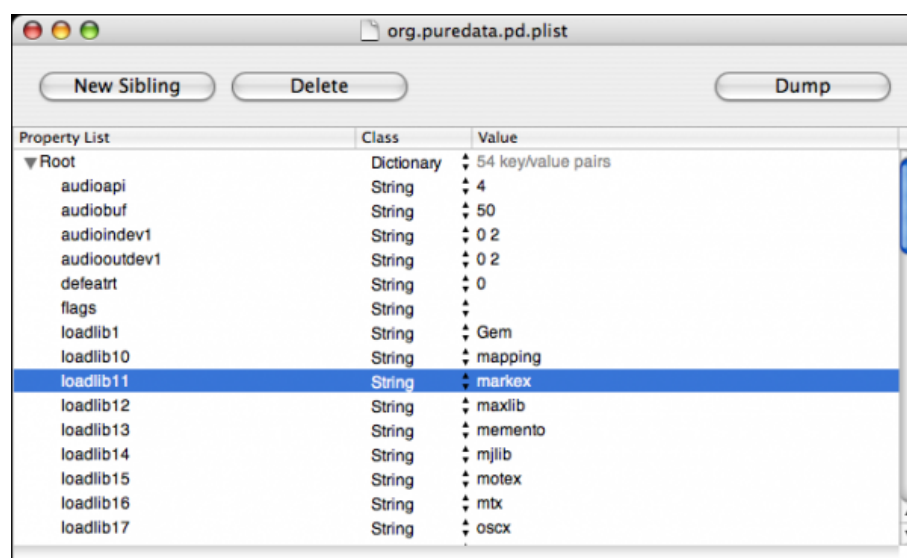 org.puredata.pd.plist
New Sibling Delete Dump
Property List Class Value
Root Dictionary 54 key/value pairs
audioapi String 4
audiobuf String 50
audioindev1 String 0 2
audiooutdev1 String 0 2
defeatrt String 0
flags String
loadlib1 String Gem
loadlib10 String mapping
loadlib11 String markex
loadlib12 String maxlib
loadlib13 String memento
loadlib14 String mjlib
loadlib15 String motex
loadlib16 String mtx
loadlib17 String oscx